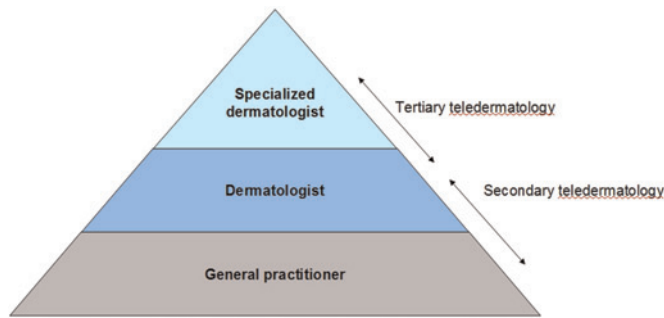 Specialized
dermatologist
Tertiary teledermatology
Dermatologist
Secondary teledermatology
General practitioner